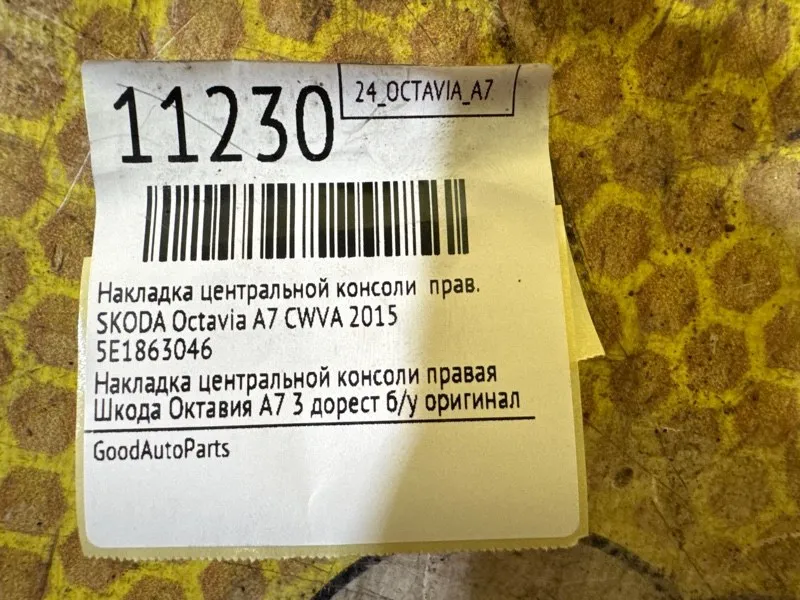 11230
24_OCTAVIA_A7
Накладка центральной консоли прав.
SKODA Octavia A7 CWVA 2015
5E1863046
Накладка центральной консоли правая
Шкода Октавия А7 3 дорест б/у оригинал
GoodAutoParts